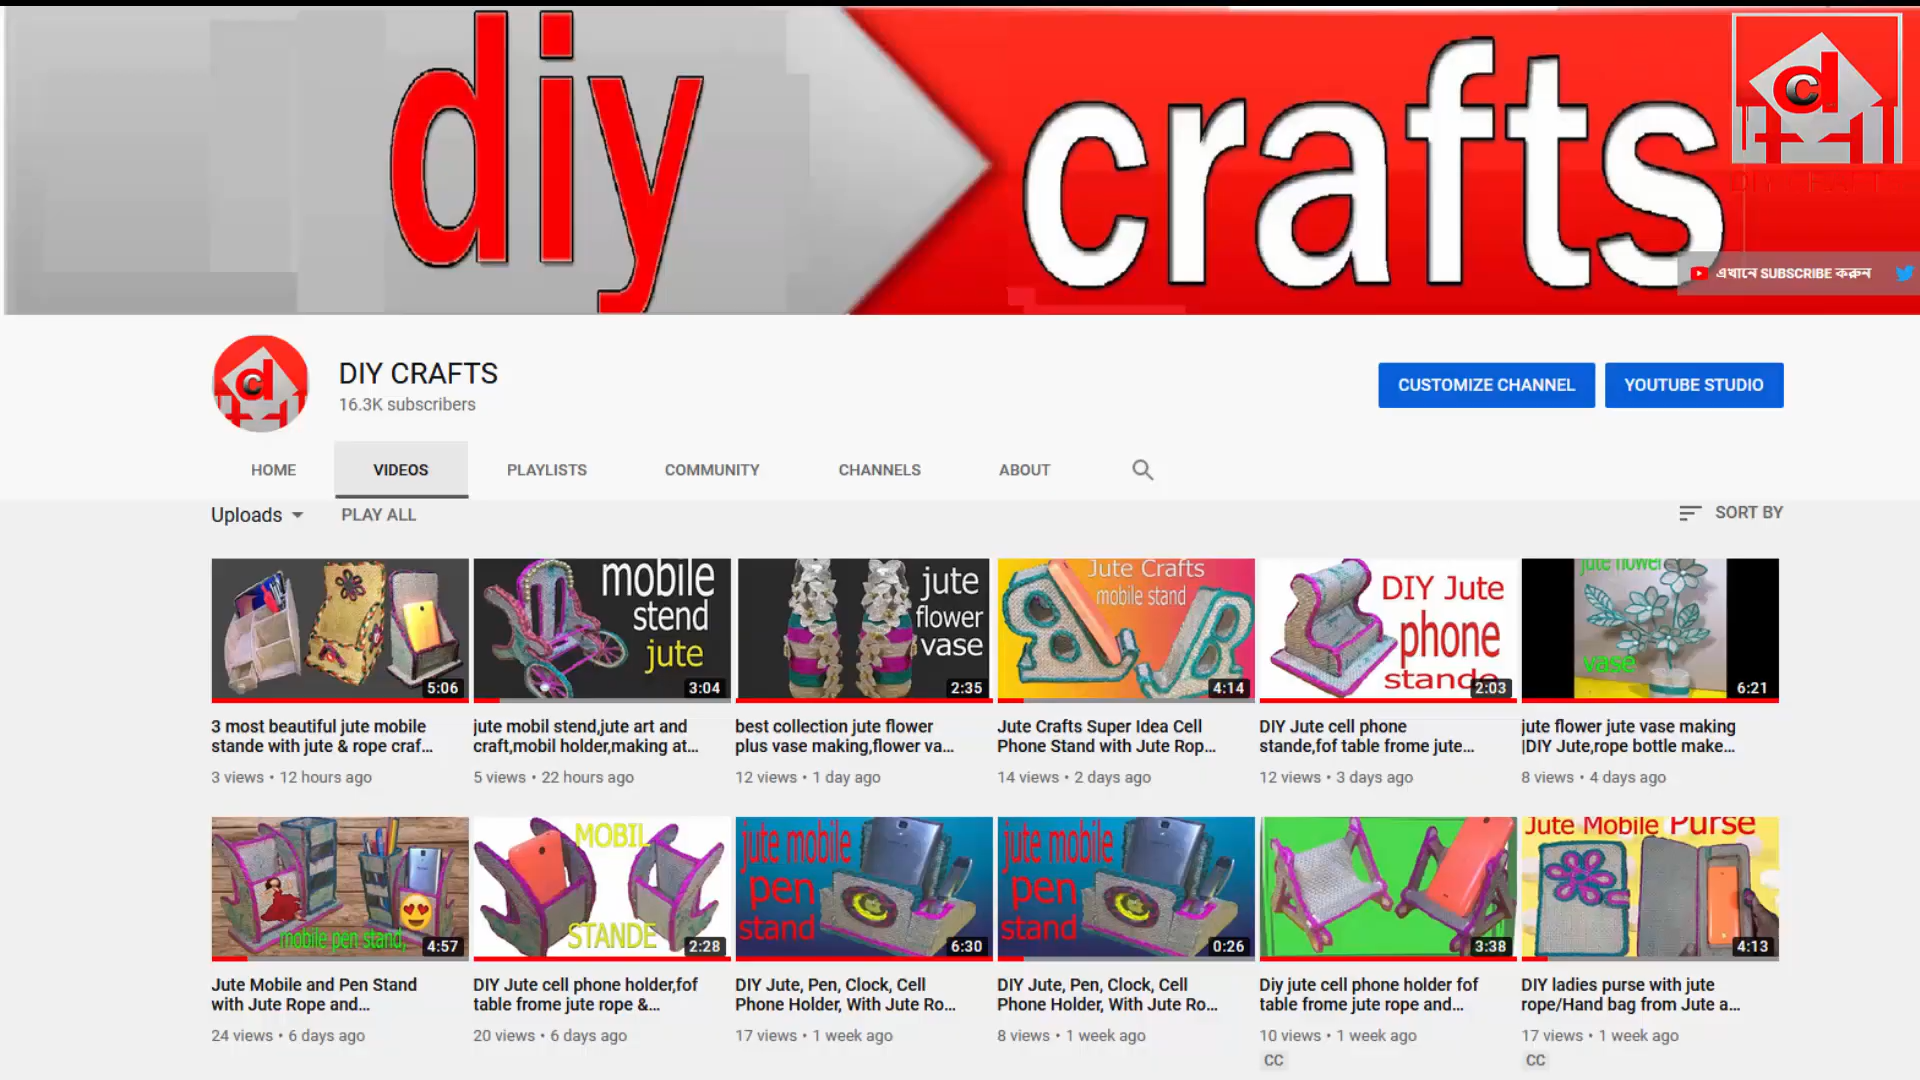 diy crafts
DIY CRAFT
এখানে SUBSCRIBE করুন
DIY CRAFTS
16.3K subscribers
CUSTOMIZE CHANNEL
YOUTUBE STUDIO
HOME
VIDEOS
PLAYLISTS
COMMUNITY
CHANNELS
ABOUT
Uploads
PLAY ALL
SORT BY
5:06
mobile
stend
jute
3:04
jute
flower
vase
2:35
Jute Crafts
mobile stand
4:14
DIY Jute
phone
stande
2:03
jute flower
vase
6:21
3 most beautiful jute mobile
stande with jute & rope craf...
3 views • 12 hours ago
jute mobil stend,jute art and
craft,mobil holder,making at...
5 views • 22 hours ago
best collection jute flower
plus vase making,flower va...
12 views • 1 day ago
Jute Crafts Super Idea Cell
Phone Stand with Jute Rop...
14 views • 2 days ago
DIY Jute cell phone
stande,fof table frome jute...
12 views • 3 days ago
jute flower jute vase making
|DIY Jute,rope bottle make...
8 views • 4 days ago
mobile pen stand,
4:57
MOBIL
STANDE
2:28
jute mobile
pen
stand
6:30
jute mobile
pen
stand
0:26
3:38
Jute Mobile Purse
4:13
Jute Mobile and Pen Stand
with Jute Rope and...
24 views • 6 days ago
DIY Jute cell phone holder,fof
table frome jute rope &...
20 views • 6 days ago
DIY Jute, Pen, Clock, Cell
Phone Holder, With Jute Ro...
17 views • 1 week ago
DIY Jute, Pen, Clock, Cell
Phone Holder, With Jute Ro...
8 views • 1 week ago
Diy jute cell phone holder fof
table frome jute rope and...
10 views • 1 week ago
CC
DIY ladies purse with jute
rope/Hand bag from Jute a...
17 views • 1 week ago
CC